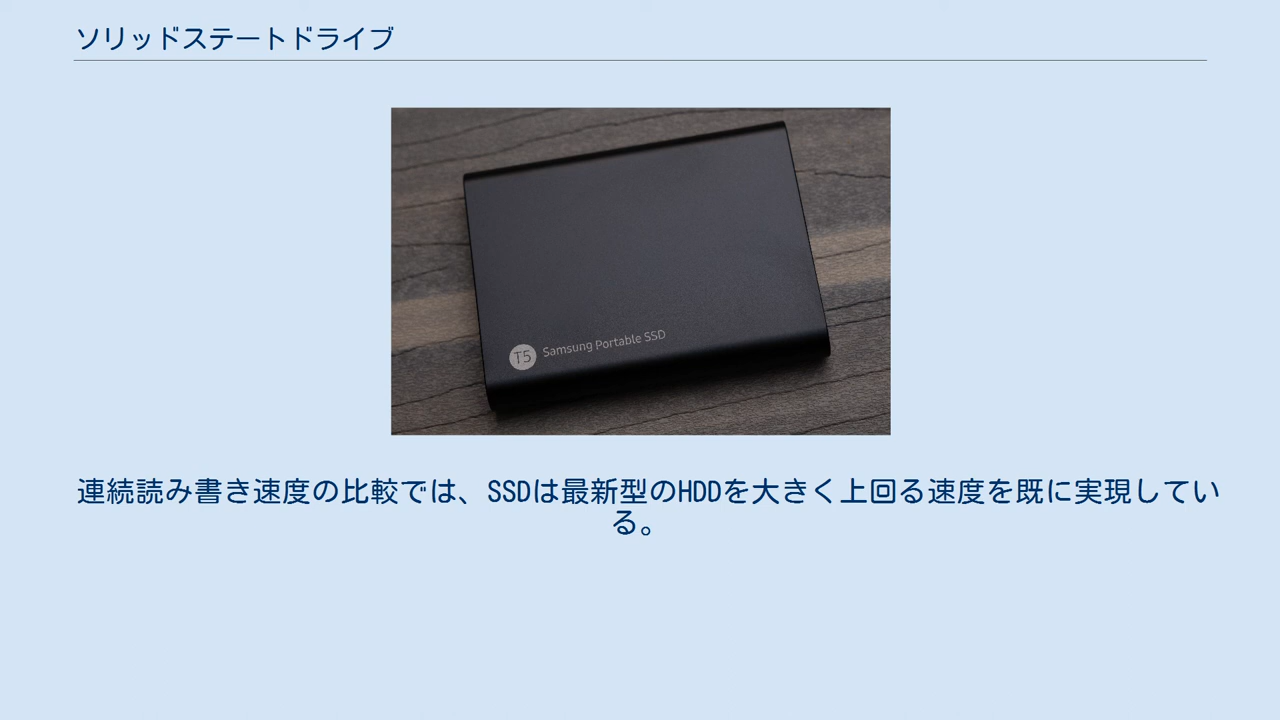 ソリッドステートドライブ
T5 Samsung Portable SSD
連続読み書き速度の比較では、SSDは最新型のHDDを大きく上回る速度を既に実現してい
る。